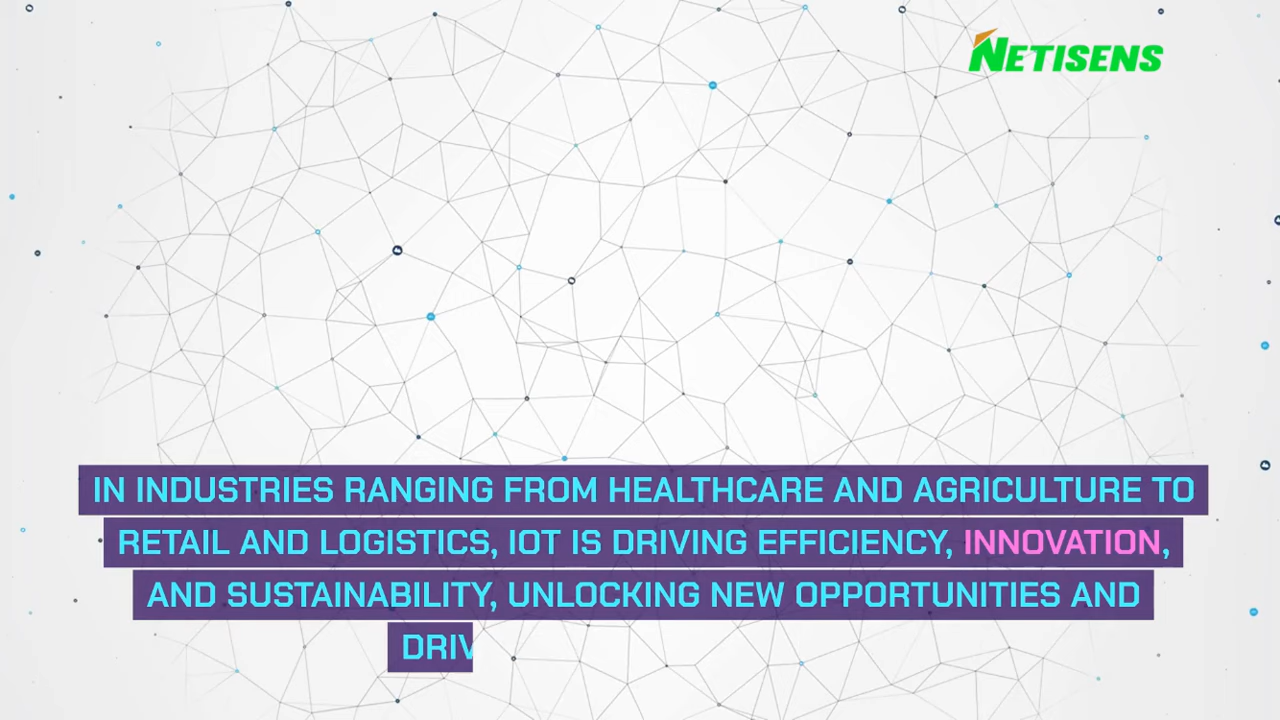 NETISENS
IN INDUSTRIES RANGING FROM HEALTHCARE AND AGRICULTURE TO
RETAIL AND LOGISTICS, IOT IS DRIVING EFFICIENCY, INNOVATION,
AND SUSTAINABILITY, UNLOCKING NEW OPPORTUNITIES AND
DRIV